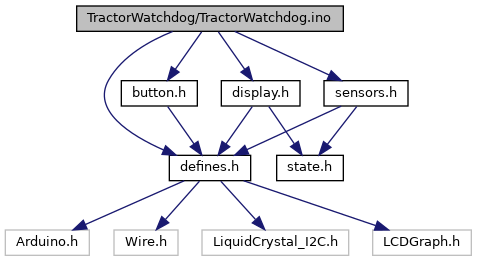 TractorWatchdog/TractorWatchdog.ino
button.h
display.h
sensors.h
defines.h
state.h
Arduino.h
Wire.h
LiquidCrystal_I2C.h
LCDGraph.h